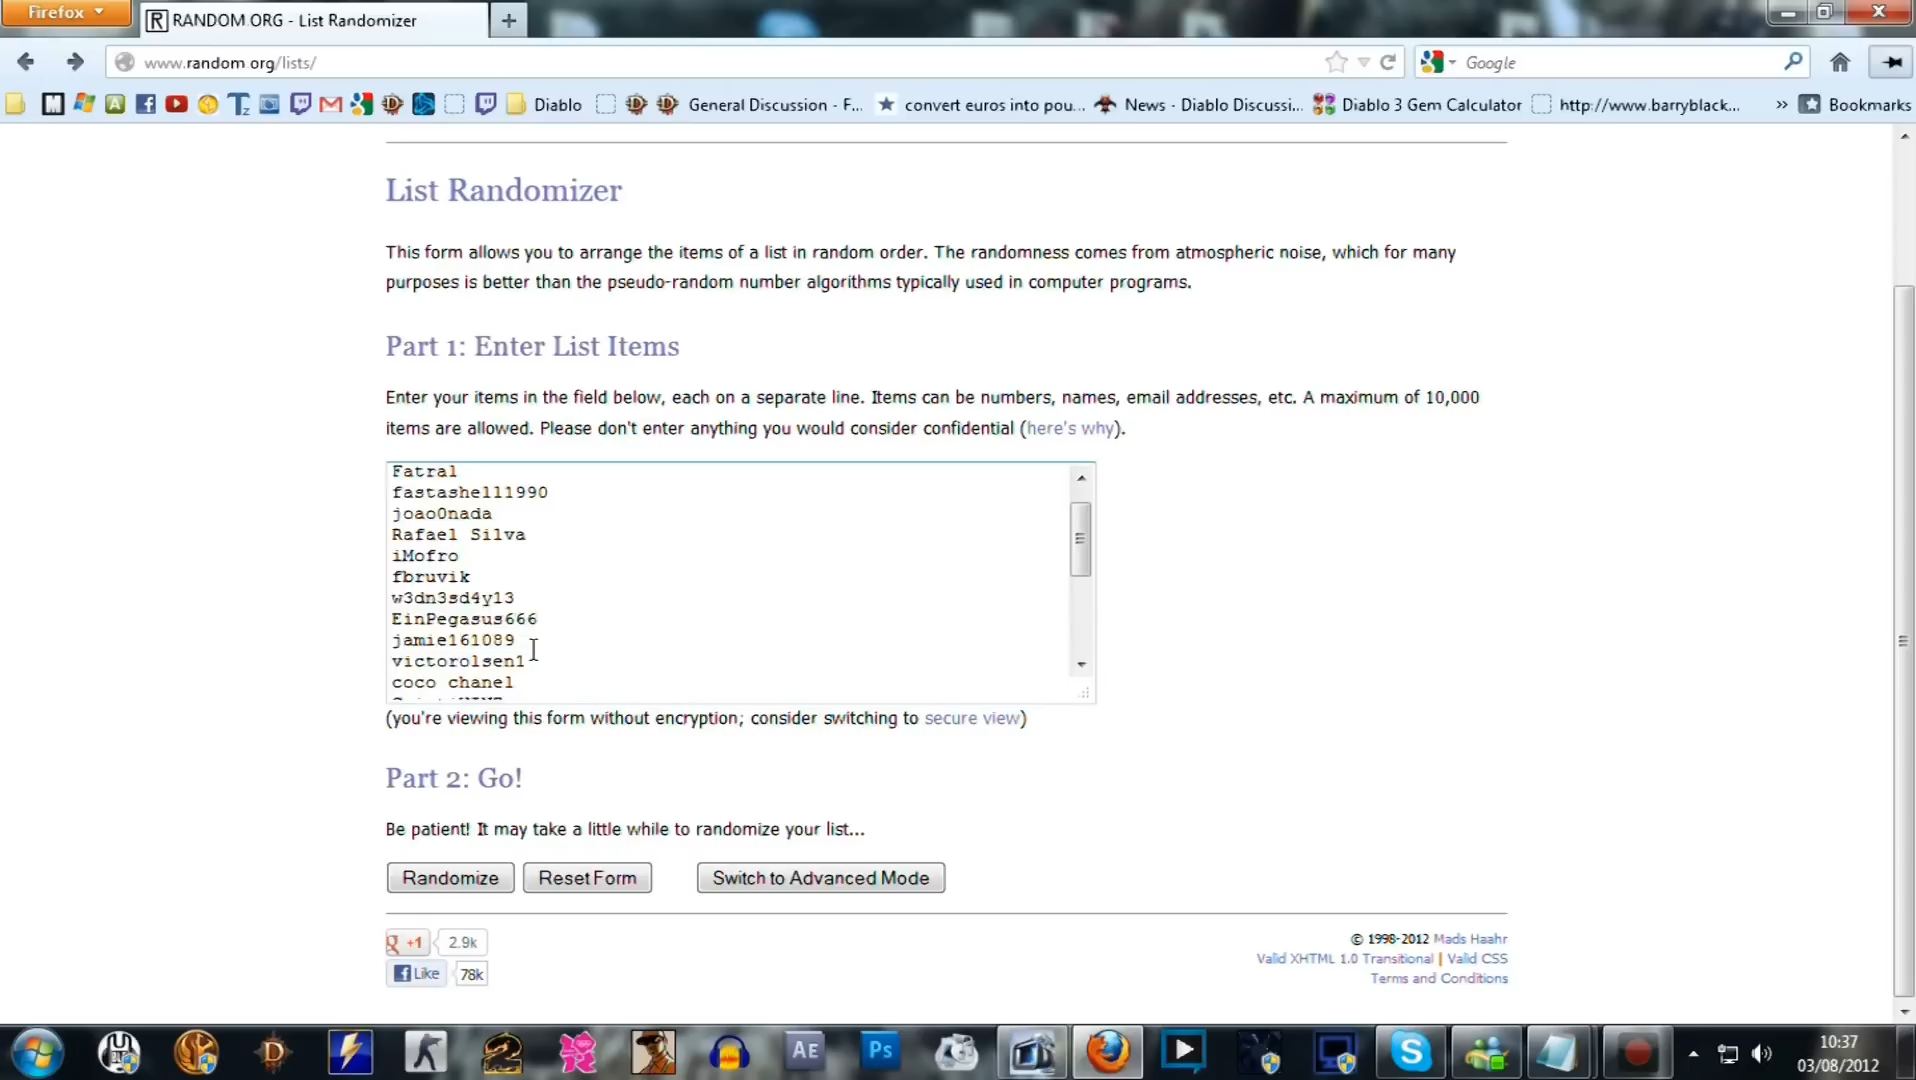 Firefox
RANDOM.ORG - List Randomizer
www.random.org/lists/
Google
Diablo
General Discussion - F...
convert euros into pou...
News - Diablo Discussi...
Diablo 3 Gem Calculator
http://www.barryblack...
Bookmarks
List Randomizer
This form allows you to arrange the items of a list in random order. The randomness comes from atmospheric noise, which for many
purposes is better than the pseudo-random number algorithms typically used in computer programs.
Part 1: Enter List Items
Enter your items in the field below, each on a separate line. Items can be numbers, names, email addresses, etc. A maximum of 10,000
items are allowed. Please don't enter anything you would consider confidential (here's why).
Fatral
fastashell1990
joao0nada
Rafael Silva
iMofro
fbruvik
w3dn3sd4y13
EinPegasus666
jamie161089
victorolsen1
coco chanel
(you're viewing this form without encryption; consider switching to secure view)
Part 2: Go!
Be patient! It may take a little while to randomize your list...
Randomize
Reset Form
Switch to Advanced Mode
+1
2.9k
Like
78k
© 1998-2012 Mads Haahr
Valid XHTML 1.0 Transitional | Valid CSS
Terms and Conditions
AE
Ps
10:37
03/08/2012